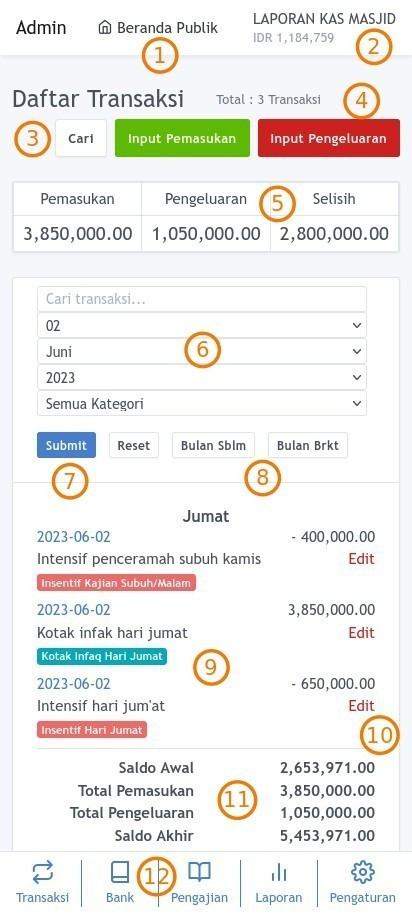 Admin Beranda Publik LAPORAN KAS MASJID
IDR 1,184,759
1 2
Daftar Transaksi Total : 3 Transaksi 4
3 Cari Input Pemasukan Input Pengeluaran
Pemasukan Pengeluaran 5 Selisih
3,850,000.00 1,050,000.00 2,800,000.00
Cari transaksi...
02
Juni 6
2023
Semua Kategori
Submit Reset Bulan Sblm Bulan Brkt
7 8
Jumat
2023-06-02 - 400,000.00
Intensif penceramah subuh kamis Edit
Insentif Kajian Subuh/Malam
2023-06-02 3,850,000.00
Kotak infak hari jumat Edit
Kotak Infaq Hari Jumat 9
2023-06-02 - 650,000.00
Intensif hari jum'at Edit
Insentif Hari Jumat 10
Saldo Awal 2,653,971.00
Total Pemasukan 11 3,850,000.00
Total Pengeluaran 1,050,000.00
Saldo Akhir 5,453,971.00
12
Transaksi Bank Pengajian Laporan Pengaturan